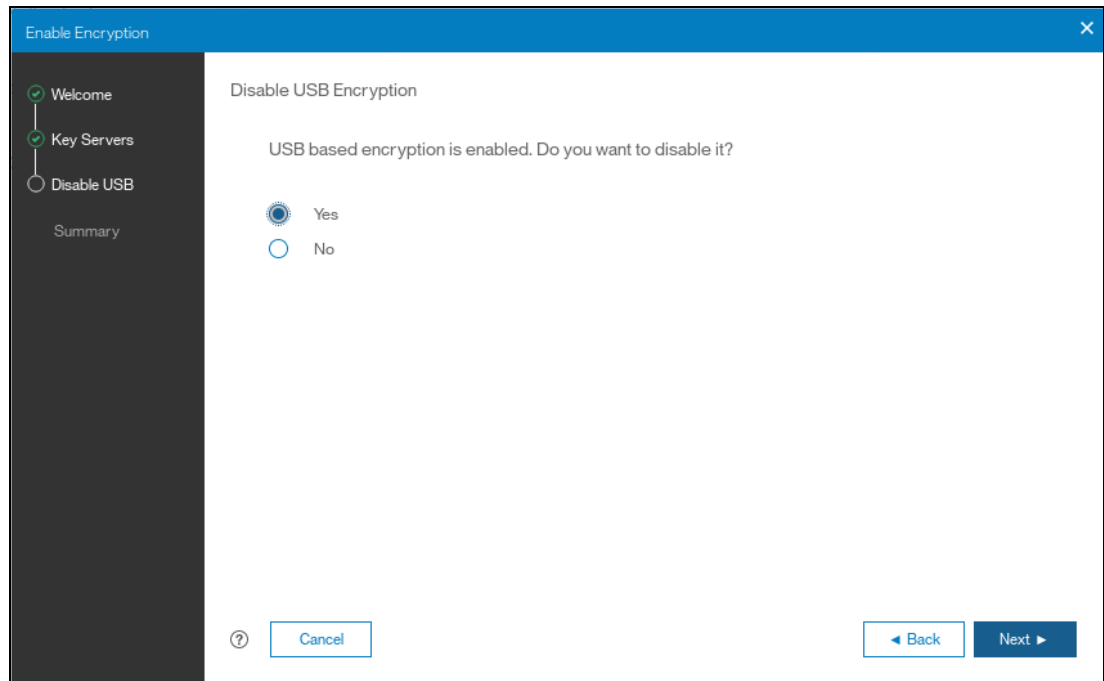 Enable Encryption
Welcome
Key Servers
Disable USB
Summary
Disable USB Encryption
USB based encryption is enabled. Do you want to disable it?
Yes
No
?
Cancel
◄ Back
Next ►